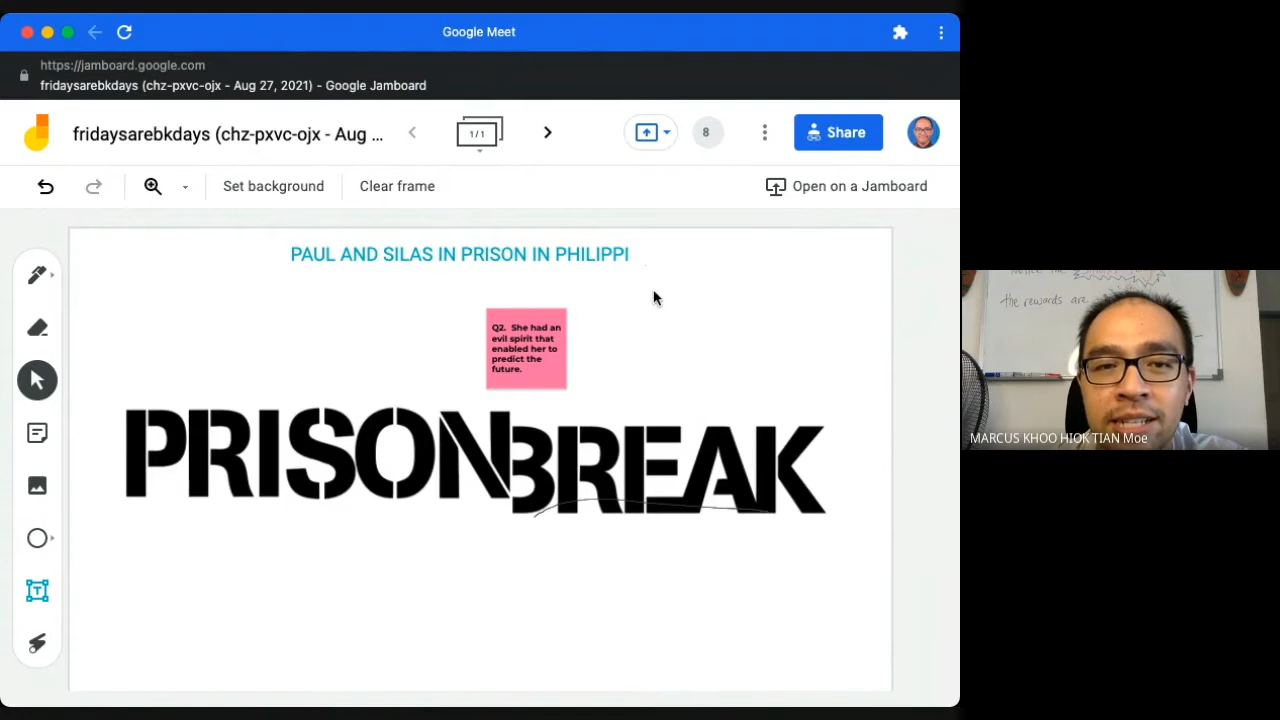 Google Meet
https://jamboard.google.com
fridaysarebkdays (chz-pxvc-ojx - Aug 27, 2021) - Google Jamboard
fridaysarebkdays (chz-pxvc-ojx - Aug ...
1/1
8
Share
Set background
Clear frame
Open on a Jamboard
PAUL AND SILAS IN PRISON IN PHILIPPI
Q2. She had an
evil spirit that
enabled her to
predict the
future.
PRISON BREAK
the rewards are
MARCUS KHOO HIOK TIAN Moe